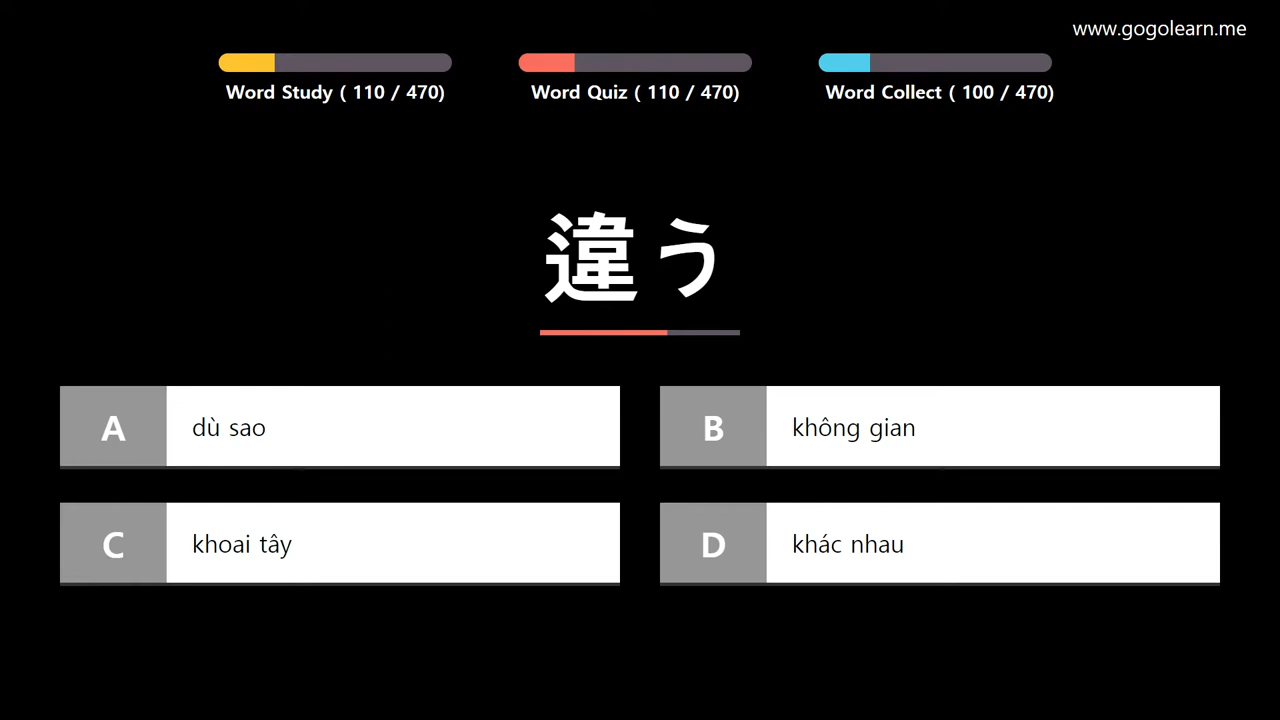 www.gogolearn.me
Word Study ( 110 / 470)
Word Quiz ( 110 / 470)
Word Collect ( 100 / 470)
違う
A
dù sao
B
không gian
C
khoai tây
D
khác nhau